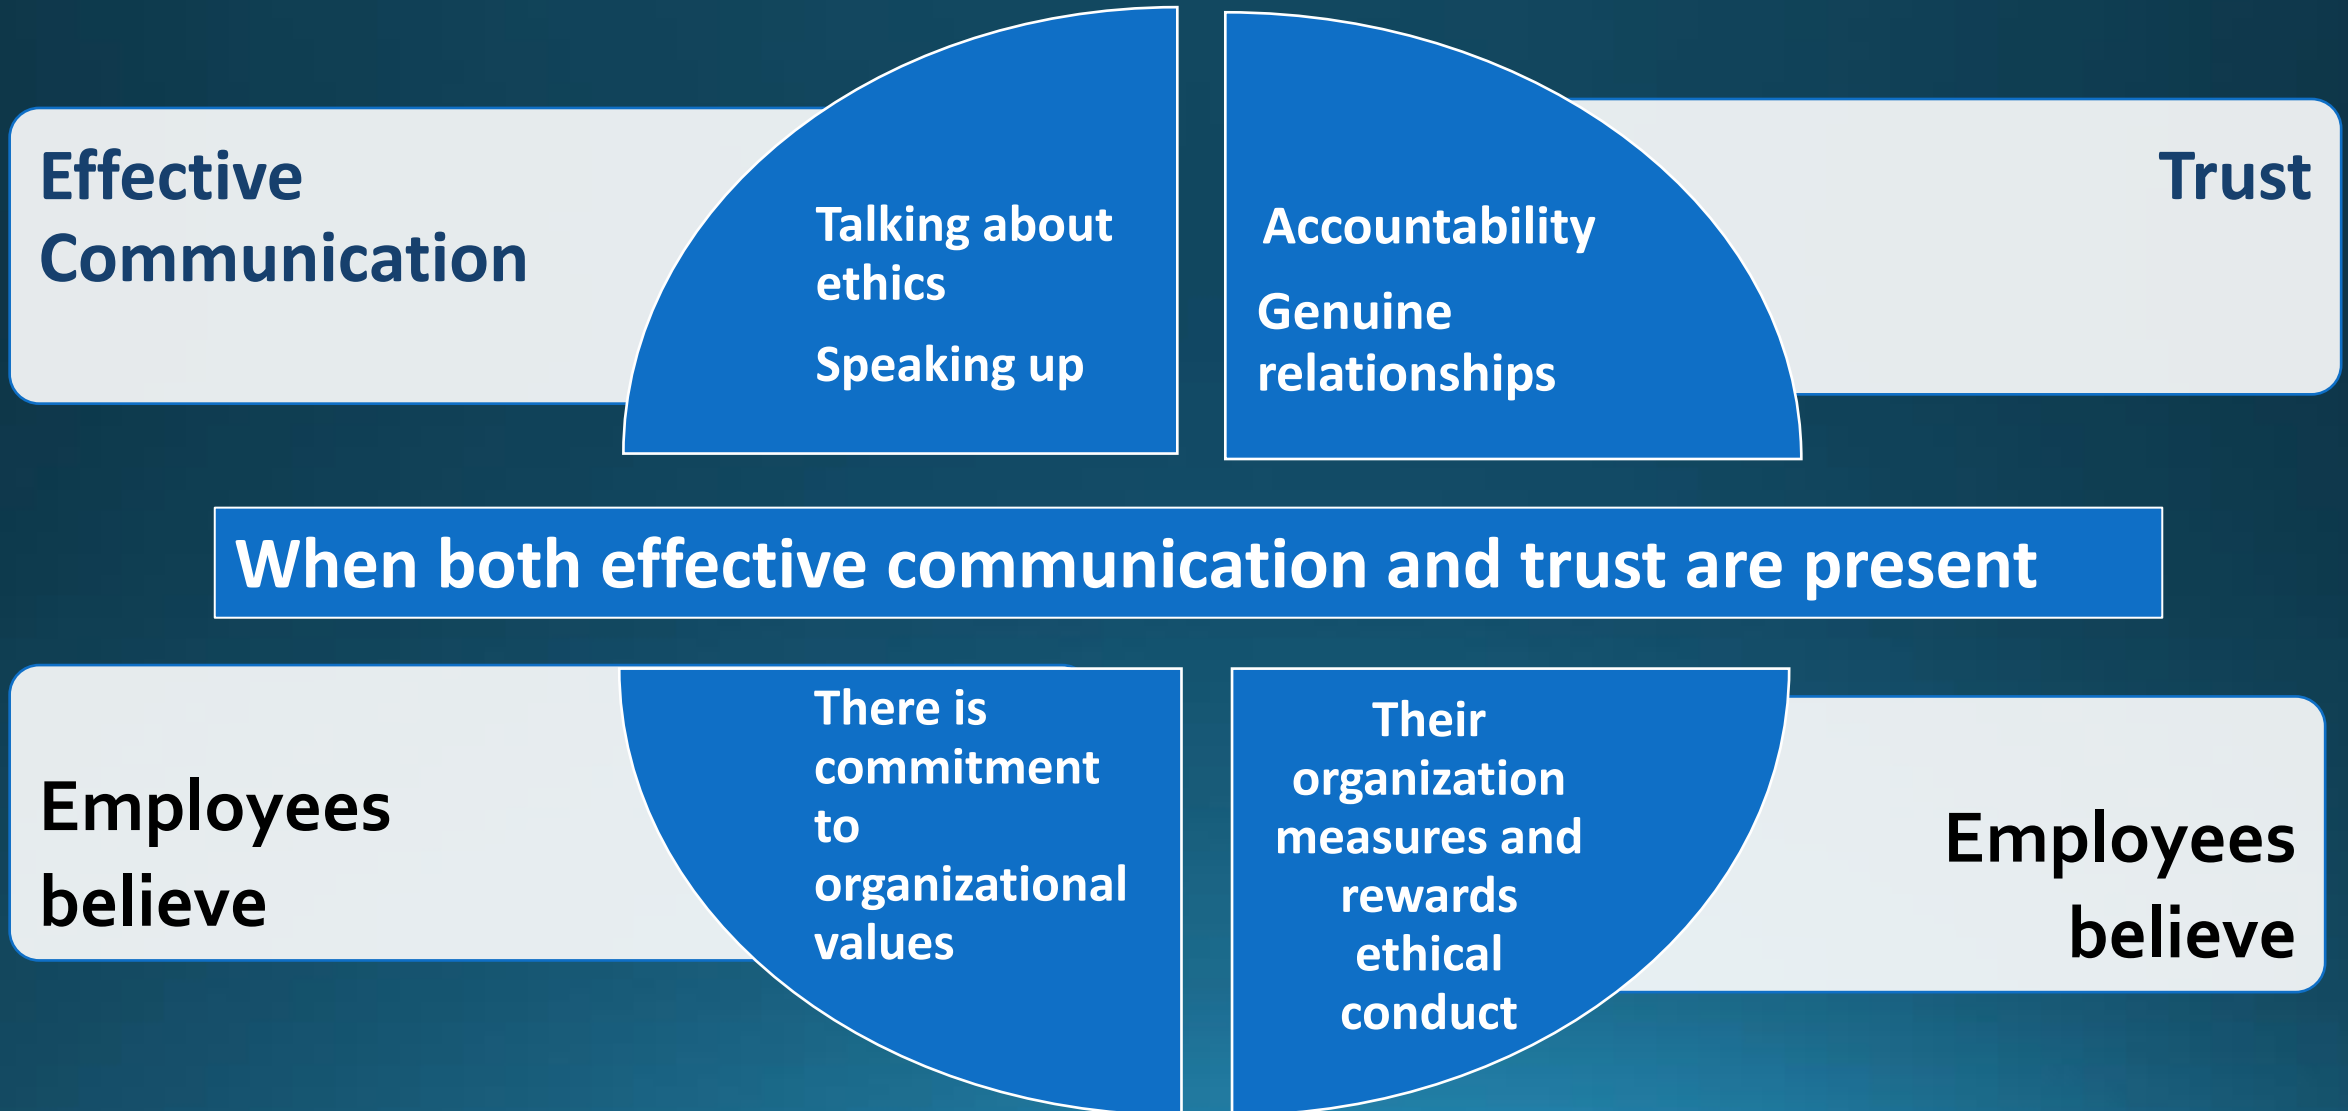 Effective
Communication
Talking about
ethics
Speaking up
Accountability
Genuine
relationships
Trust
When both effective communication and trust are present
Employees
believe
There is
commitment
to
organizational
values
Their
organization
measures and
rewards
ethical
conduct
Employees
believe